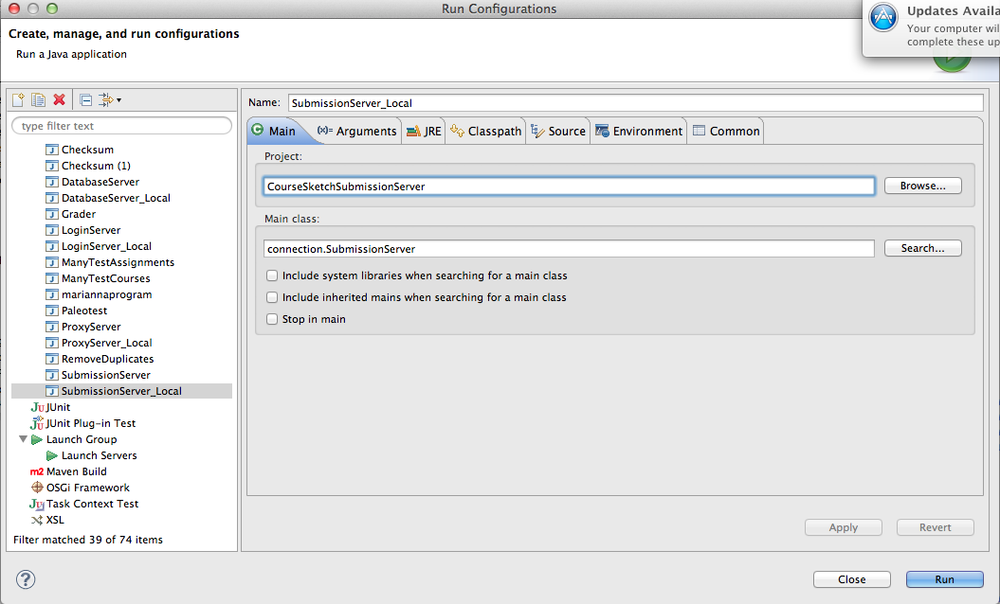 Run Configurations
Updates Availa
Your computer wil
complete these up
Create, manage, and run configurations
Run a Java application
type filter text
Checksum
Checksum (1)
DatabaseServer
DatabaseServer_Local
Grader
LoginServer
LoginServer_Local
ManyTestAssignments
ManyTestCourses
mariannaprogram
Paleotest
ProxyServer
ProxyServer_Local
RemoveDuplicates
SubmissionServer
SubmissionServer_Local
JUnit
JUnit Plug-in Test
Launch Group
Launch Servers
m2 Maven Build
OSGi Framework
Task Context Test
XSL
Filter matched 39 of 74 items
Name: SubmissionServer_Local
Main (x)= Arguments JRE Classpath Source Environment Common
Project:
CourseSketchSubmissionServer Browse...
Main class:
connection.SubmissionServer Search...
Include system libraries when searching for a main class
Include inherited mains when searching for a main class
Stop in main
Apply Revert
? Close Run